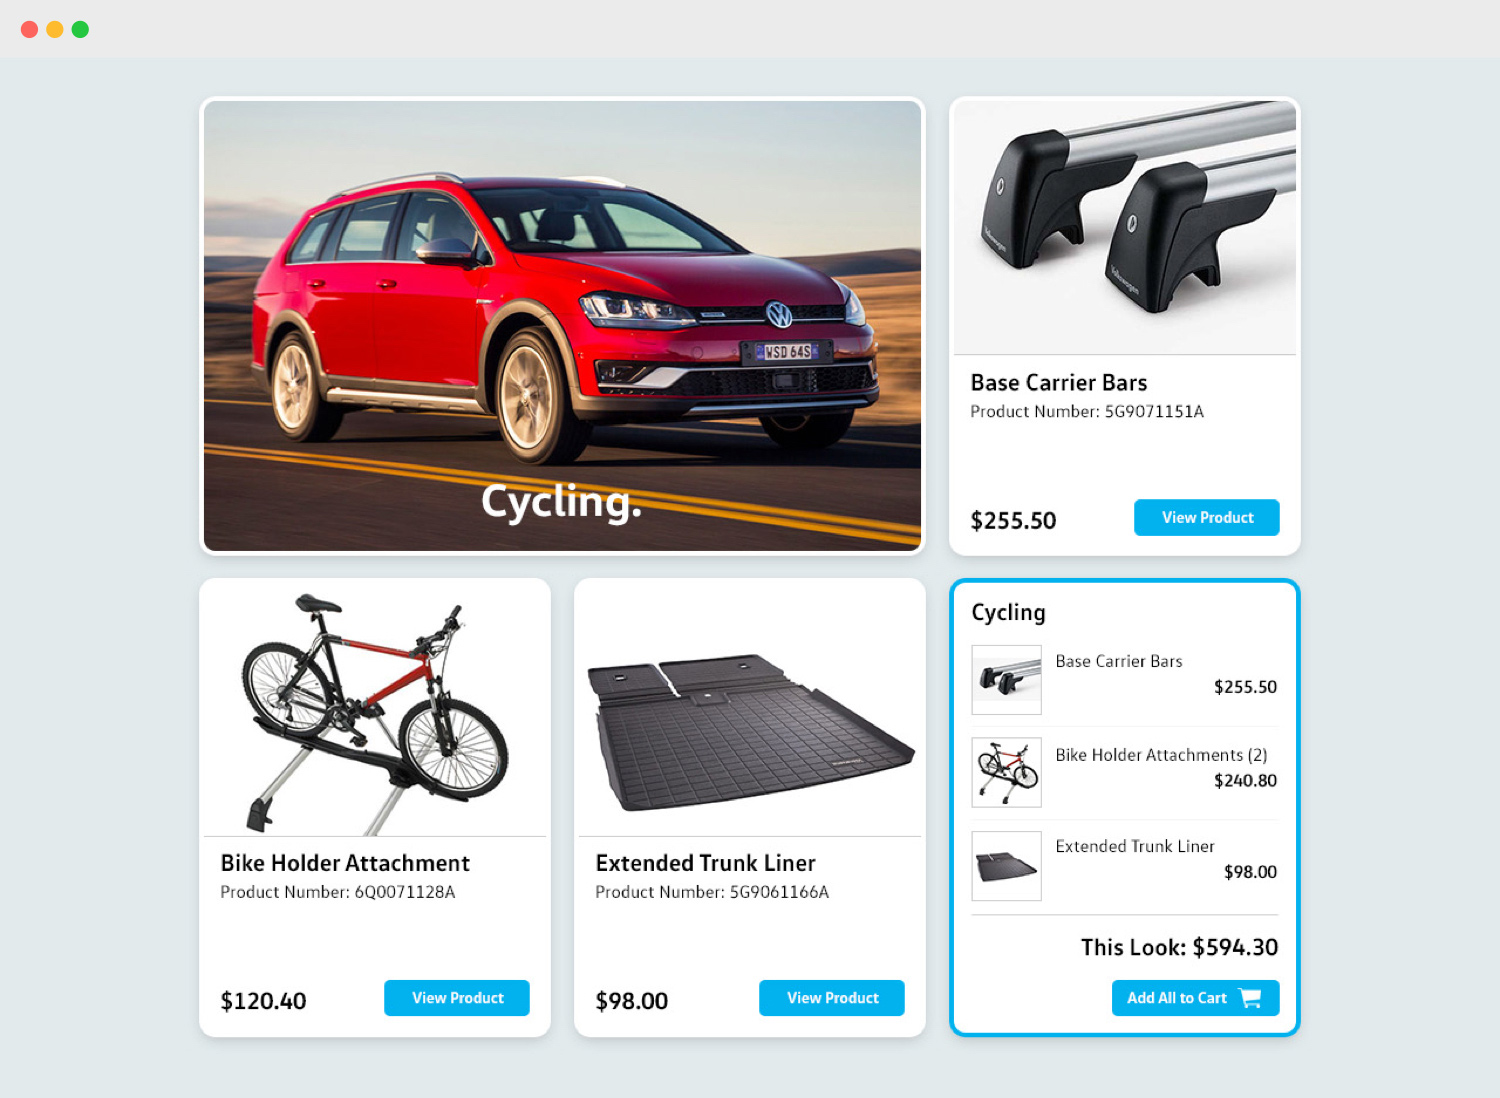 WSD 64S
Cycling.
Volkswagen
Volkswagen
Base Carrier Bars
Product Number: 5G9071151A
$255.50
View Product
Bike Holder Attachment
Product Number: 6Q0071128A
$120.40
View Product
Extended Trunk Liner
Product Number: 5G9061166A
$98.00
View Product
Cycling
Base Carrier Bars
$255.50
Bike Holder Attachments (2)
$240.80
Extended Trunk Liner
$98.00
This Look: $594.30
Add All to Cart